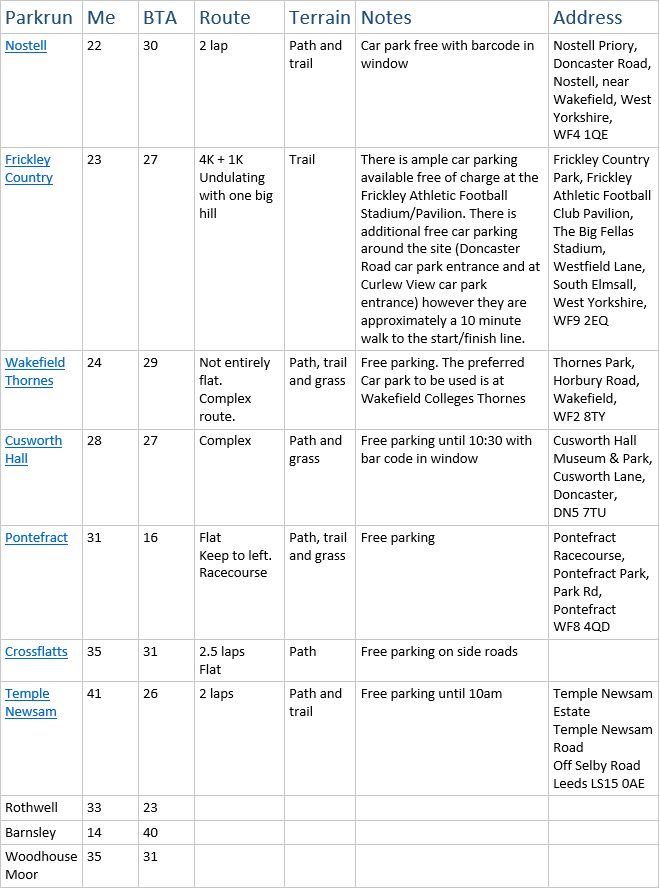 Parkrun Me BTA Route Terrain Notes Address
Nostell 22 30 2 lap Path and Car park free with barcode in Nostell Priory,
trail window Doncaster Road,
Nostell, near
Wakefield, West
Yorkshire,
WF4 1QE
Frickley 23 27 4K + 1K Trail There is ample car parking Frickley Country
Country Undulating available free of charge at the Park, Frickley
with one big Frickley Athletic Football Athletic Football
hill Stadium/Pavilion. There is Club Pavilion,
additional free car parking The Big Fellas
around the site (Doncaster Stadium,
Road car park entrance and at Westfield Lane,
Curlew View car park South Elmsall,
entrance) however they are West Yorkshire,
approximately a 10 minute WF9 2EQ
walk to the start/finish line.
Wakefield 24 29 Not entirely Path, trail Free parking. The preferred Thornes Park,
Thornes flat. and grass Car park to be used is at Horbury Road,
Complex Wakefield Colleges Thornes Wakefield,
route. WF2 8TY
Cusworth 28 27 Complex Path and Free parking until 10:30 with Cusworth Hall
Hall grass bar code in window Museum & Park,
Cusworth Lane,
Doncaster,
DN5 7TU
Pontefract 31 16 Flat Path, trail Free parking Pontefract
Keep to left. and grass Racecourse,
Racecourse Pontefract Park,
Park Rd,
Pontefract
WF8 4QD
Crossflatts 35 31 2.5 laps Path Free parking on side roads
Flat
Temple 41 26 2 laps Path and Free parking until 10am Temple Newsam
Newsam trail Estate
Temple Newsam
Road
Off Selby Road
Leeds LS15 0AE
Rothwell 33 23
Barnsley 14 40
Woodhouse 35 31
Moor